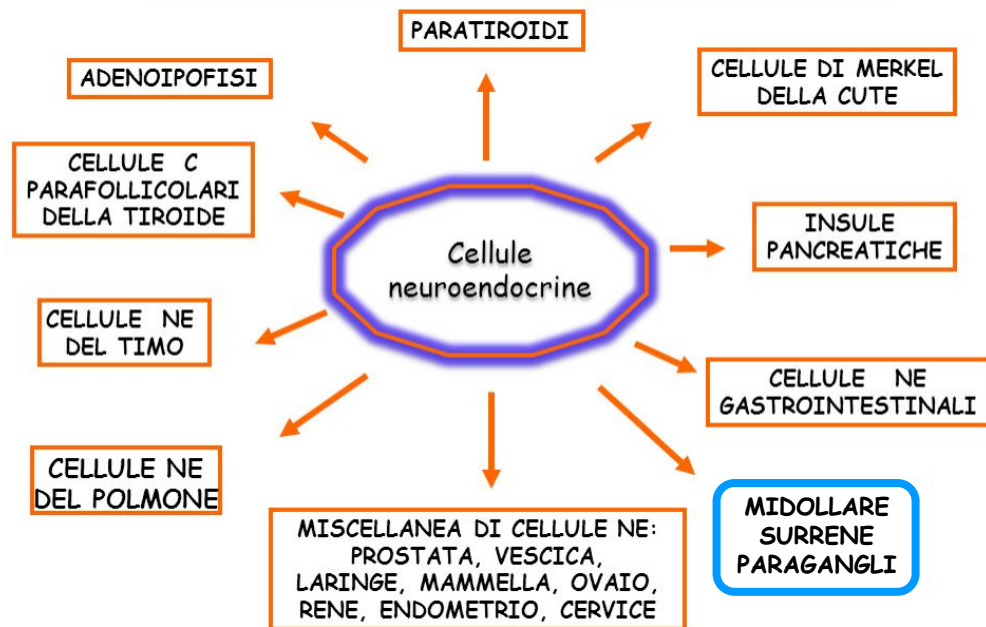 PARATIROIDI
ADENOIPOFISI
CELLULE DI MERKEL
DELLA CUTE
CELLULE C
PARAFOLLICOLARI
DELLA TIROIDE
INSULE
PANCREATICHE
Cellule
neuroendocrine
CELLULE NE
DEL TIMO
CELLULE NE
GASTROINTESTINALI
CELLULE NE
DEL POLMONE
MIDOLLARE
SURRENE
PARAGANGLI
MISCELLANEA DI CELLULE NE:
PROSTATA, VESCICA,
LARINGE, MAMMELLA, OVAIO,
RENE, ENDOMETRIO, CERVICE